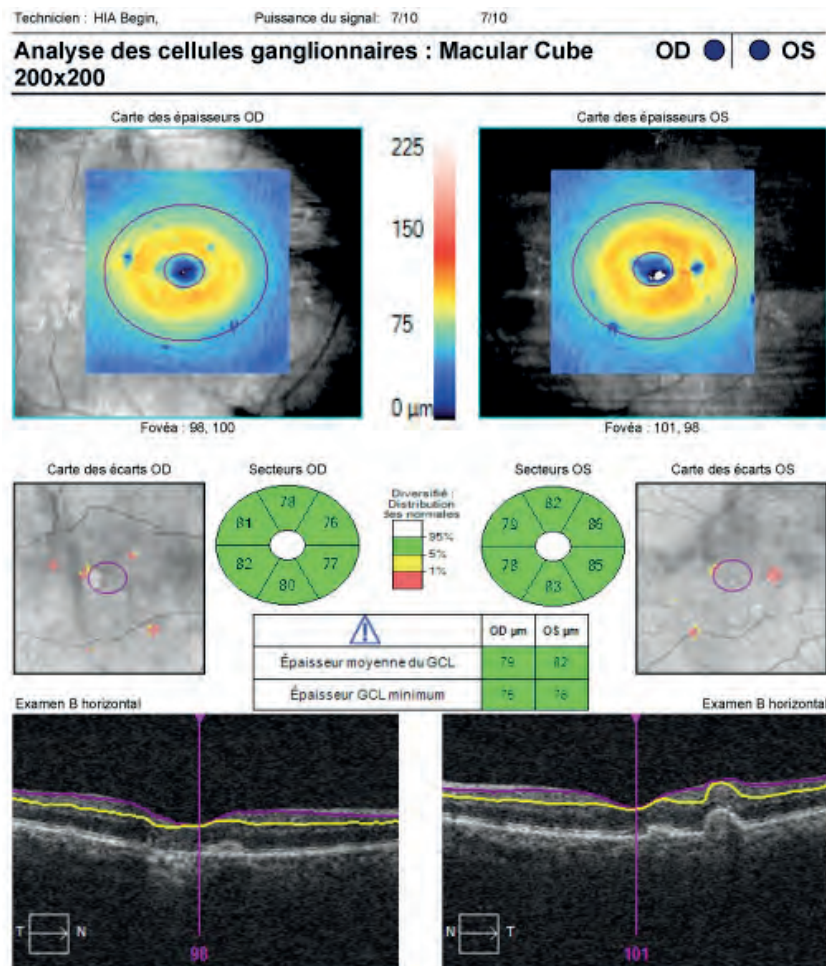 Technicien : HIA Begin, Puissance du signal: 7/10 7/10
Analyse des cellules ganglionnaires : Macular Cube 200x200 OD OS
Carte des épaisseurs OD
Carte des épaisseurs OS
225
150
75
0 µm
Fovéa : 98, 100
Fovéa : 101, 98
Carte des écarts OD
Secteurs OD
Secteurs OS
Carte des écarts OS
Diversifié :
Distribution
des normales
95%
5%
1%
78
81 76
82 77
80
82
79 86
78 85
83
OD µm OS µm
Épaisseur moyenne du GCL 79 82
Épaisseur GCL minimum 76 78
Examen B horizontal
Examen B horizontal
T N
98
N T
101